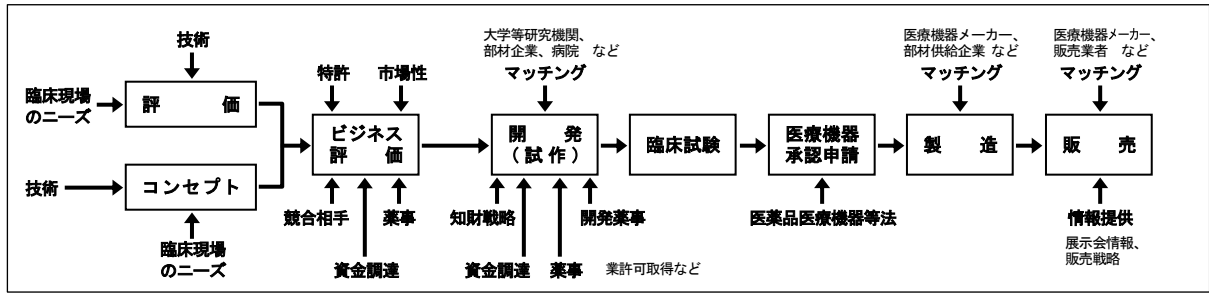 技術
臨床現場
のニーズ
評　価
技術
コンセプト
臨床現場
のニーズ
特許
市場性
ビジネス
評　価
競合相手
薬事
資金調達
大学等研究機関、
部材企業、病院　など
マッチング
開　発
（試作）
知財戦略
開発薬事
資金調達
薬事
業許可取得など
臨床試験
医療機器
承認申請
医薬品医療機器等法
医療機器メーカー、
部材供給企業 など
マッチング
製　造
医療機器メーカー、
販売業者　など
マッチング
販　売
情報提供
展示会情報、
販売戦略